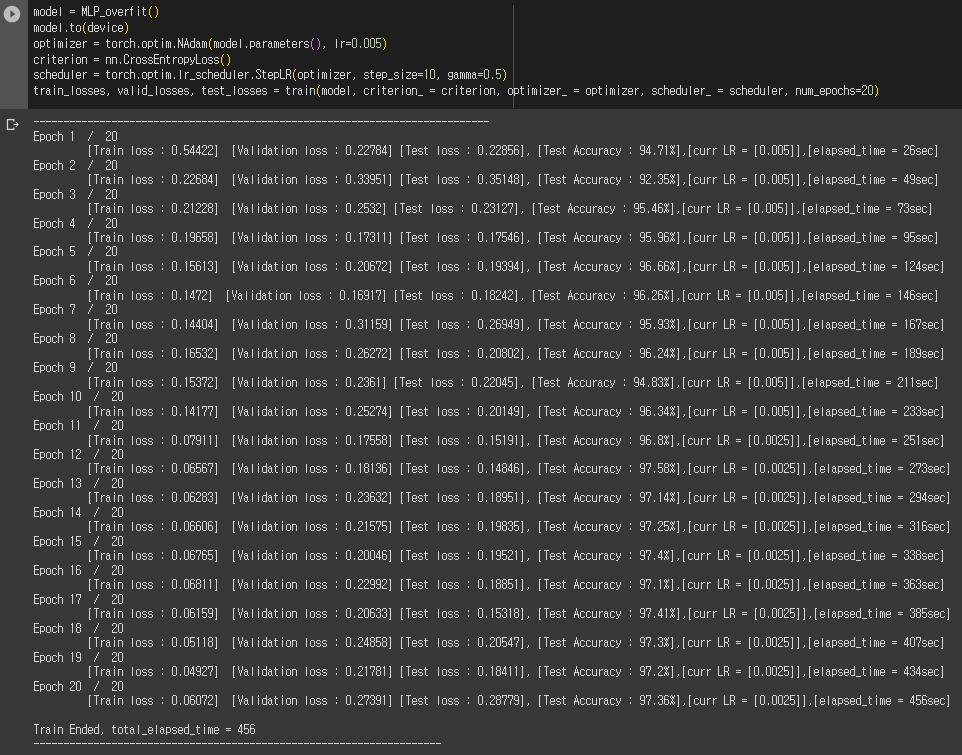 model = MLP_overfit()
model.to(device)
optimizer = torch.optim.NAdam(model.parameters(), lr=0.005)
criterion = nn.CrossEntropyLoss()
scheduler = torch.optim.lr_scheduler.StepLR(optimizer, step_size=10, gamma=0.5)
train_losses, valid_losses, test_losses = train(model, criterion_ = criterion, optimizer_ = optimizer, scheduler_ = scheduler, num_epochs=20)
----------------------------------------------------------------------------
Epoch 1  /  20
[Train loss : 0.54422]  [Validation loss : 0.22784] [Test loss : 0.22856], [Test Accuracy : 94.71%],[curr LR = [0.005]],[elapsed_time = 26sec]
Epoch 2  /  20
[Train loss : 0.22684]  [Validation loss : 0.33951] [Test loss : 0.35148], [Test Accuracy : 92.35%],[curr LR = [0.005]],[elapsed_time = 49sec]
Epoch 3  /  20
[Train loss : 0.21228]  [Validation loss : 0.2532] [Test loss : 0.23127], [Test Accuracy : 95.46%],[curr LR = [0.005]],[elapsed_time = 73sec]
Epoch 4  /  20
[Train loss : 0.19658]  [Validation loss : 0.17311] [Test loss : 0.17546], [Test Accuracy : 95.96%],[curr LR = [0.005]],[elapsed_time = 95sec]
Epoch 5  /  20
[Train loss : 0.15613]  [Validation loss : 0.20672] [Test loss : 0.19394], [Test Accuracy : 96.66%],[curr LR = [0.005]],[elapsed_time = 124sec]
Epoch 6  /  20
[Train loss : 0.1472]  [Validation loss : 0.16917] [Test loss : 0.18242], [Test Accuracy : 96.26%],[curr LR = [0.005]],[elapsed_time = 146sec]
Epoch 7  /  20
[Train loss : 0.14404]  [Validation loss : 0.31159] [Test loss : 0.26949], [Test Accuracy : 95.93%],[curr LR = [0.005]],[elapsed_time = 167sec]
Epoch 8  /  20
[Train loss : 0.16532]  [Validation loss : 0.26272] [Test loss : 0.20802], [Test Accuracy : 96.24%],[curr LR = [0.005]],[elapsed_time = 189sec]
Epoch 9  /  20
[Train loss : 0.15372]  [Validation loss : 0.2361] [Test loss : 0.22045], [Test Accuracy : 94.83%],[curr LR = [0.005]],[elapsed_time = 211sec]
Epoch 10  /  20
[Train loss : 0.14177]  [Validation loss : 0.25274] [Test loss : 0.20149], [Test Accuracy : 96.34%],[curr LR = [0.005]],[elapsed_time = 233sec]
Epoch 11  /  20
[Train loss : 0.07911]  [Validation loss : 0.17558] [Test loss : 0.15191], [Test Accuracy : 96.8%],[curr LR = [0.0025]],[elapsed_time = 251sec]
Epoch 12  /  20
[Train loss : 0.06567]  [Validation loss : 0.18136] [Test loss : 0.14846], [Test Accuracy : 97.58%],[curr LR = [0.0025]],[elapsed_time = 273sec]
Epoch 13  /  20
[Train loss : 0.06283]  [Validation loss : 0.23632] [Test loss : 0.18951], [Test Accuracy : 97.14%],[curr LR = [0.0025]],[elapsed_time = 294sec]
Epoch 14  /  20
[Train loss : 0.06606]  [Validation loss : 0.21575] [Test loss : 0.19835], [Test Accuracy : 97.25%],[curr LR = [0.0025]],[elapsed_time = 316sec]
Epoch 15  /  20
[Train loss : 0.06765]  [Validation loss : 0.20046] [Test loss : 0.19521], [Test Accuracy : 97.4%],[curr LR = [0.0025]],[elapsed_time = 338sec]
Epoch 16  /  20
[Train loss : 0.06811]  [Validation loss : 0.22992] [Test loss : 0.18851], [Test Accuracy : 97.1%],[curr LR = [0.0025]],[elapsed_time = 363sec]
Epoch 17  /  20
[Train loss : 0.06159]  [Validation loss : 0.20633] [Test loss : 0.15318], [Test Accuracy : 97.41%],[curr LR = [0.0025]],[elapsed_time = 385sec]
Epoch 18  /  20
[Train loss : 0.05118]  [Validation loss : 0.24858] [Test loss : 0.20547], [Test Accuracy : 97.3%],[curr LR = [0.0025]],[elapsed_time = 407sec]
Epoch 19  /  20
[Train loss : 0.04927]  [Validation loss : 0.21781] [Test loss : 0.18411], [Test Accuracy : 97.2%],[curr LR = [0.0025]],[elapsed_time = 434sec]
Epoch 20  /  20
[Train loss : 0.06072]  [Validation loss : 0.27391] [Test loss : 0.28779], [Test Accuracy : 97.36%],[curr LR = [0.0025]],[elapsed_time = 456sec]
Train Ended, total_elapsed_time = 456
--------------------------------------------------------------------